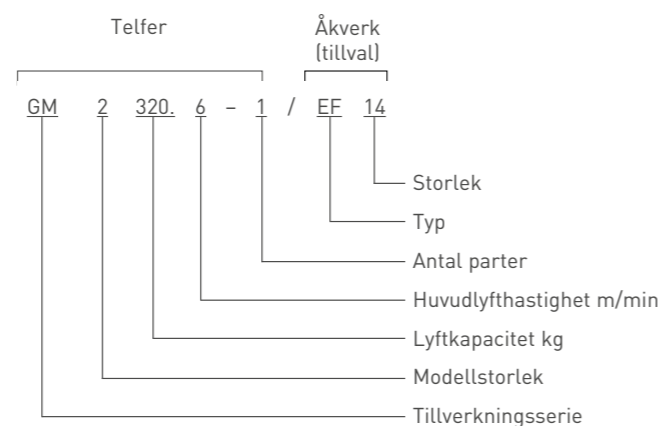 Telfer
Åkverk
(tillval)
GM 2 320. 6 – 1 / EF 14
Storlek
Typ
Antal parter
Huvudlyfthastighet m/min
Lyftkapacitet kg
Modellstorlek
Tillverkningsserie